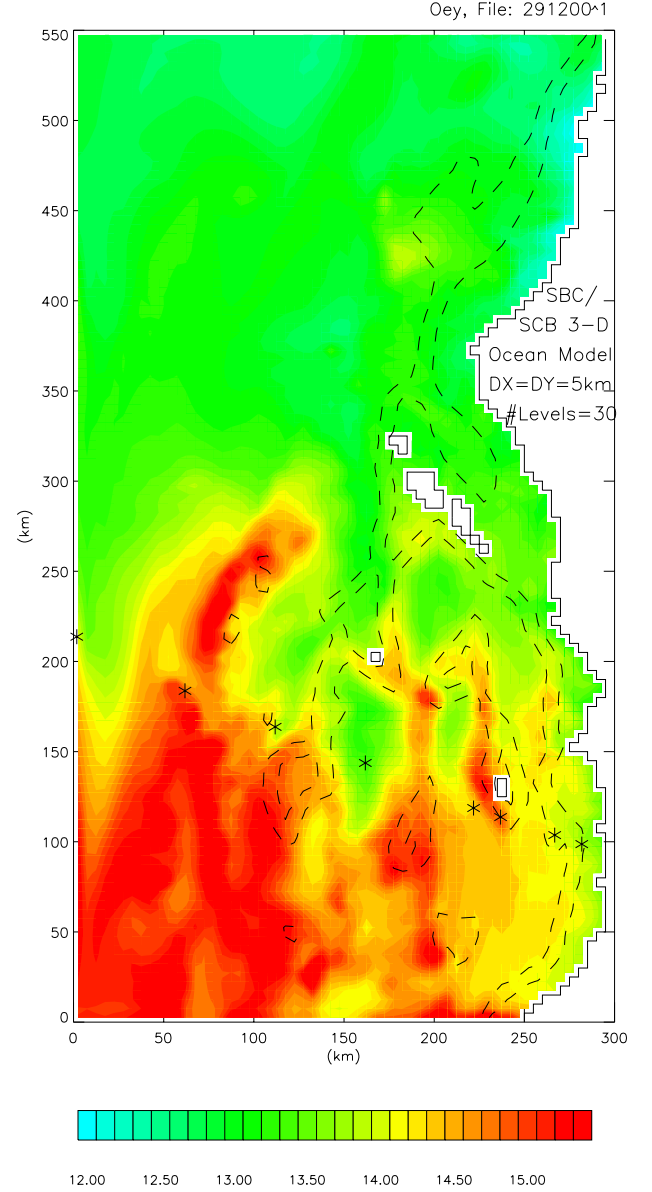 Oey, File: 291200^1
550
500
450
400
350
300
250
200
150
100
50
0
(km)
SBC/
SCB 3-D
Ocean Model
DX=DY=5km
#Levels=30
0 50 100 150 200 250 300
(km)
12.00 12.50 13.00 13.50 14.00 14.50 15.00